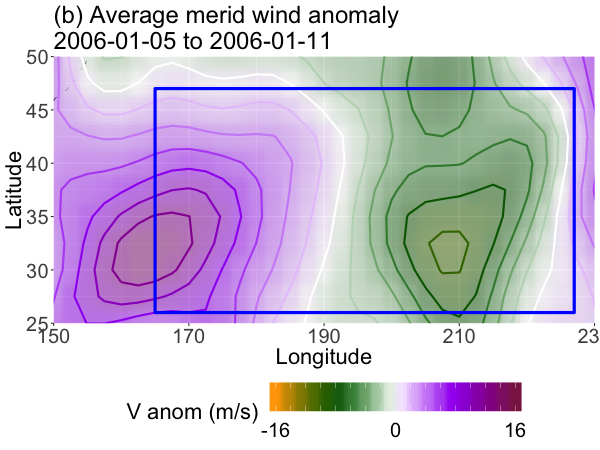 (b) Average merid wind anomaly
2006-01-05 to 2006-01-11
50
45
40
35
30
25
Latitude
150 170 190 210 23
Longitude
V anom (m/s)
-16 0 16